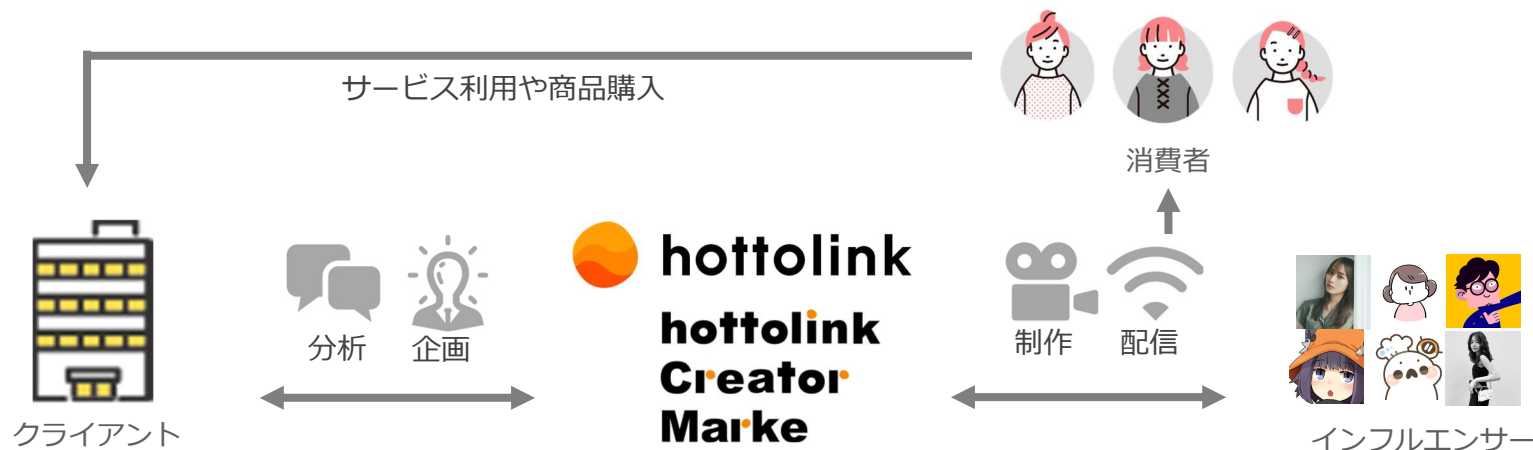 サービス利用や商品購入
消費者
hottolink
hottolink
Creator
Marke
分析
企画
制作
配信
クライアント
インフルエンサー